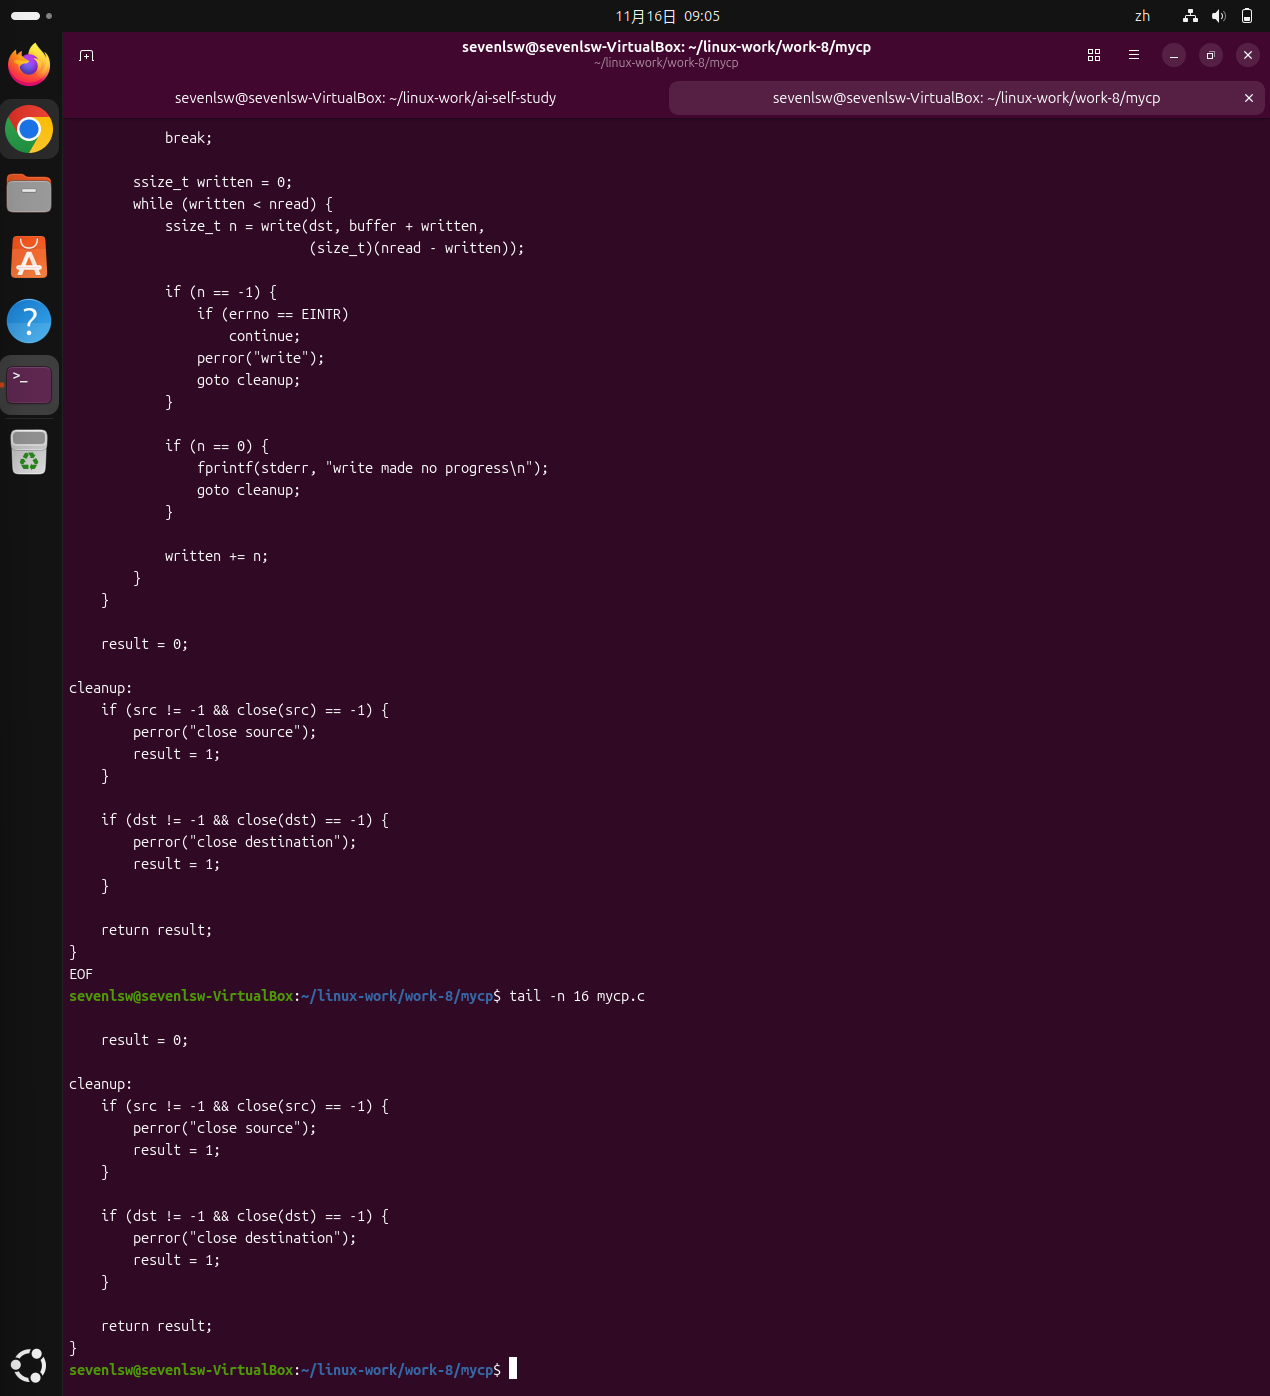 11月16日 09:05
zh
sevenlsw@sevenlsw-VirtualBox: ~/linux-work/work-8/mycp
~/linux-work/work-8/mycp
sevenlsw@sevenlsw-VirtualBox: ~/linux-work/ai-self-study
sevenlsw@sevenlsw-VirtualBox: ~/linux-work/work-8/mycp
            break;

        ssize_t written = 0;
        while (written < nread) {
            ssize_t n = write(dst, buffer + written,
                              (size_t)(nread - written));

            if (n == -1) {
                if (errno == EINTR)
                    continue;
                perror("write");
                goto cleanup;
            }

            if (n == 0) {
                fprintf(stderr, "write made no progress\n");
                goto cleanup;
            }

            written += n;
        }
    }

    result = 0;

cleanup:
    if (src != -1 && close(src) == -1) {
        perror("close source");
        result = 1;
    }

    if (dst != -1 && close(dst) == -1) {
        perror("close destination");
        result = 1;
    }

    return result;
}
EOF
sevenlsw@sevenlsw-VirtualBox:~/linux-work/work-8/mycp$ tail -n 16 mycp.c

    result = 0;

cleanup:
    if (src != -1 && close(src) == -1) {
        perror("close source");
        result = 1;
    }

    if (dst != -1 && close(dst) == -1) {
        perror("close destination");
        result = 1;
    }

    return result;
}
sevenlsw@sevenlsw-VirtualBox:~/linux-work/work-8/mycp$